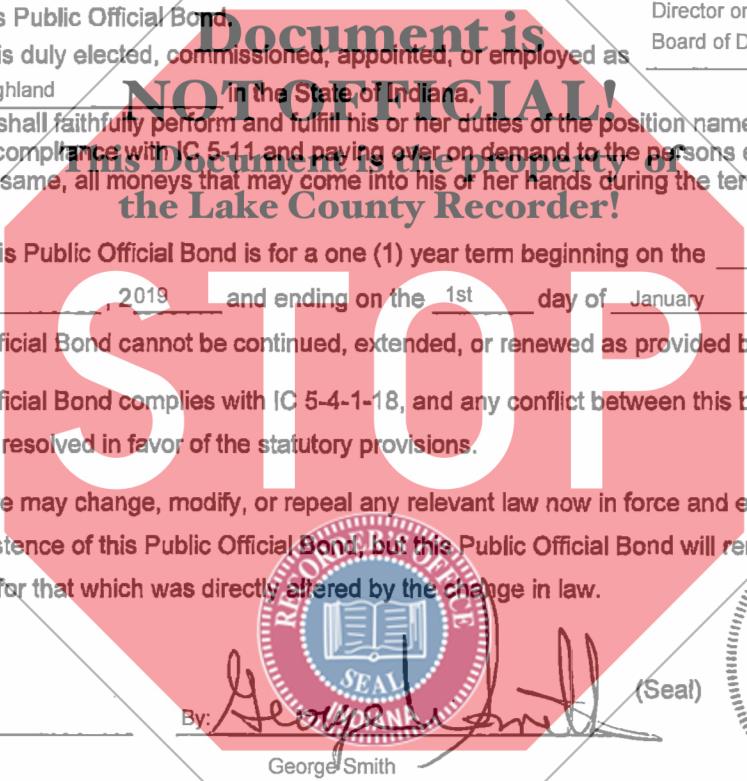 s Public Official Bond.
Director or
is duly elected, commissioned, appointed, or employed as
Board of D
ghland in the State of Indiana.
shall faithfully perform and fulfill his or her duties of the position name
compliance with IC 5-11 and paying over on demand to the persons e
same, all moneys that may come into his or her hands during the ter
Document is
NOT OFFICIAL!
This Document is the property of
the Lake County Recorder!
is Public Official Bond is for a one (1) year term beginning on the
, 2019 and ending on the 1st day of January
STOP
ficial Bond cannot be continued, extended, or renewed as provided b
ficial Bond complies with IC 5-4-1-18, and any conflict between this b
resolved in favor of the statutory provisions.
e may change, modify, or repeal any relevant law now in force and e
stence of this Public Official Bond, but this Public Official Bond will re
for that which was directly altered by the change in law.
RECORDER OFFICE
SEAL
INDIANA
By: George Smith (Seal)
George Smith